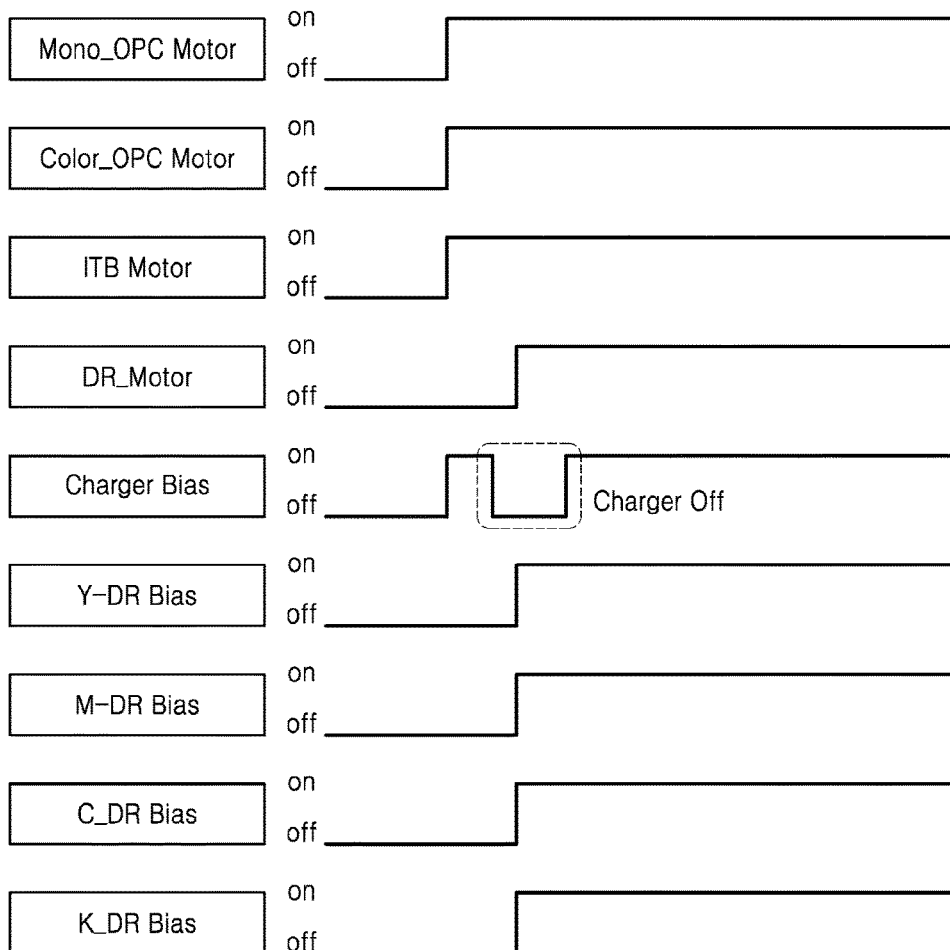 on
Mono_OPC Motor
off
on
Color_OPC Motor
off
on
ITB Motor
off
on
DR_Motor
off
on
Charger Bias
off
Charger Off
on
Y-DR Bias
off
on
M-DR Bias
off
on
C_DR Bias
off
on
K_DR Bias
off